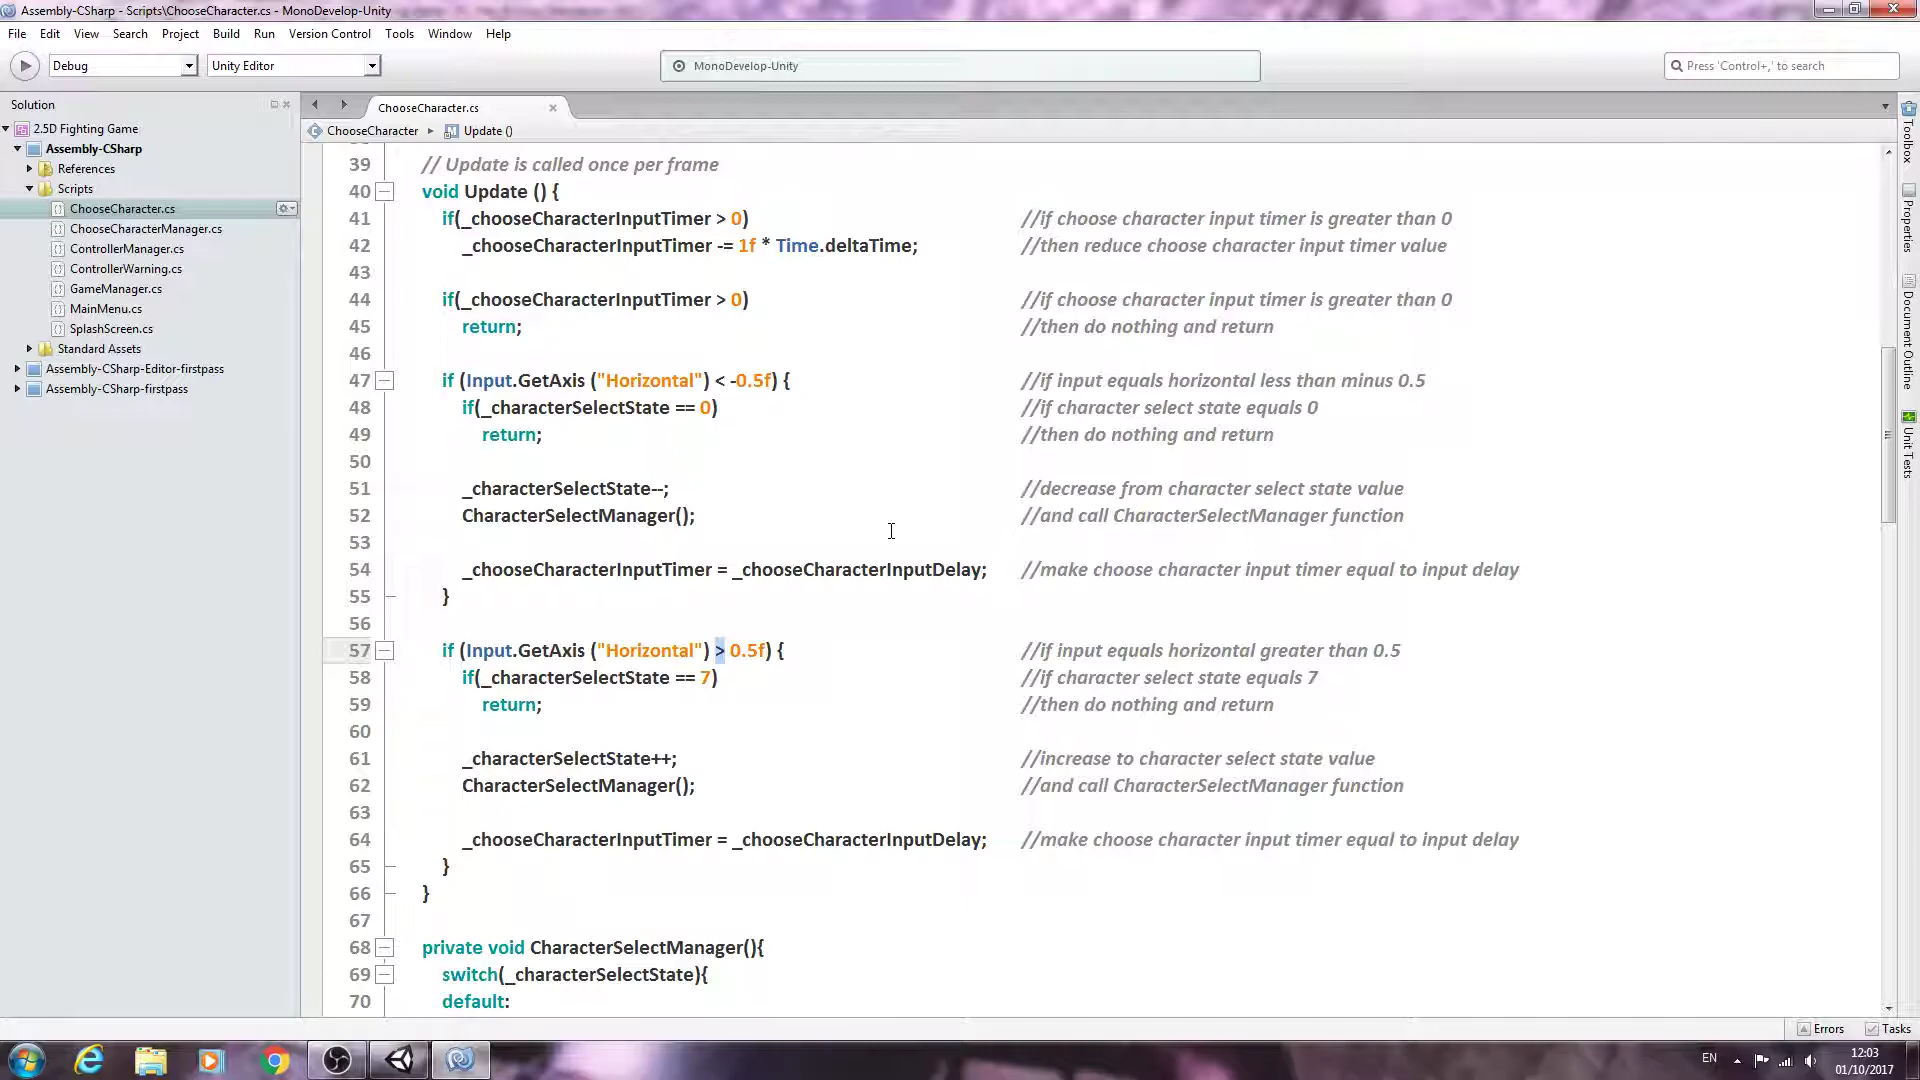 Assembly-CSharp - Scripts\ChooseCharacter.cs - MonoDevelop-Unity
File Edit View Search Project Build Run Version Control Tools Window Help
Debug Unity Editor MonoDevelop-Unity Press 'Control+,' to search
Solution
2.5D Fighting Game
Assembly-CSharp
References
Scripts
ChooseCharacter.cs
ChooseCharacterManager.cs
ControllerManager.cs
ControllerWarning.cs
GameManager.cs
MainMenu.cs
SplashScreen.cs
Standard Assets
Assembly-CSharp-Editor-firstpass
Assembly-CSharp-firstpass
ChooseCharacter.cs
ChooseCharacter Update ()
39 // Update is called once per frame
40 void Update () {
41 if(_chooseCharacterInputTimer > 0) //if choose character input timer is greater than 0
42 _chooseCharacterInputTimer -= 1f * Time.deltaTime; //then reduce choose character input timer value
43
44 if(_chooseCharacterInputTimer > 0) //if choose character input timer is greater than 0
45 return; //then do nothing and return
46
47 if (Input.GetAxis ("Horizontal") < -0.5f) { //if input equals horizontal less than minus 0.5
48 if(_characterSelectState == 0) //if character select state equals 0
49 return; //then do nothing and return
50
51 _characterSelectState--; //decrease from character select state value
52 CharacterSelectManager(); //and call CharacterSelectManager function
53
54 _chooseCharacterInputTimer = _chooseCharacterInputDelay; //make choose character input timer equal to input delay
55 }
56
57 if (Input.GetAxis ("Horizontal") > 0.5f) { //if input equals horizontal greater than 0.5
58 if(_characterSelectState == 7) //if character select state equals 7
59 return; //then do nothing and return
60
61 _characterSelectState++; //increase to character select state value
62 CharacterSelectManager(); //and call CharacterSelectManager function
63
64 _chooseCharacterInputTimer = _chooseCharacterInputDelay; //make choose character input timer equal to input delay
65 }
66 }
67
68 private void CharacterSelectManager(){
69 switch(_characterSelectState){
70 default:
Toolbox
Properties
Document Outline
Unit Tests
Errors Tasks
EN
12:03
01/10/2017